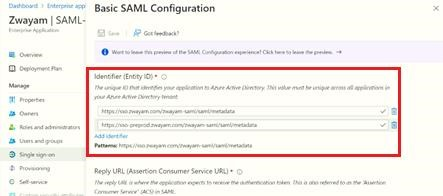 Dashboard > Enterprise appl
Zwayam | SAML-
Enterprise Application
Overview
Deployment Plan
Manage
Properties
Owners
Roles and administrators
Users and groups
Single sign-on
Provisioning
Self-service
Basic SAML Configuration
Save
Got feedback?
Want to leave this preview of the SAML Configuration experience? Click here to leave the preview. →
Identifier (Entity ID) *
The unique ID that identifies your application to Azure Active Directory. This value must be unique across all applications in
your Azure Active Directory tenant.
https://sso.zwayam.com/zwayam-saml/saml/metadata
https://sso-preprod.zwayam.com/zwayam-saml/saml/metadata
Add identifier
Patterns: https://sso.zwayam.com/zwayam-saml/saml/metadata
Reply URL (Assertion Consumer Service URL) *
The reply URL is where the application expects to receive the authentication token. This is also referred to as the "Assertion
Consumer Service" (ACS) in SAML.